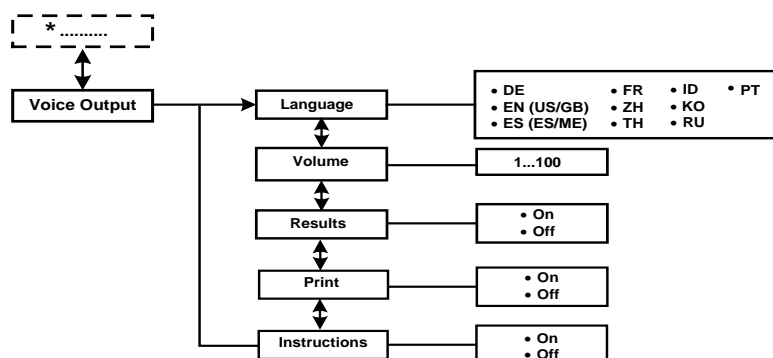 * ..........
Voice Output
Language
• DE • FR • ID • PT
• EN (US/GB) • ZH • KO
• ES (ES/ME) • TH • RU
Volume
1...100
Results
• On
• Off
Print
• On
• Off
Instructions
• On
• Off